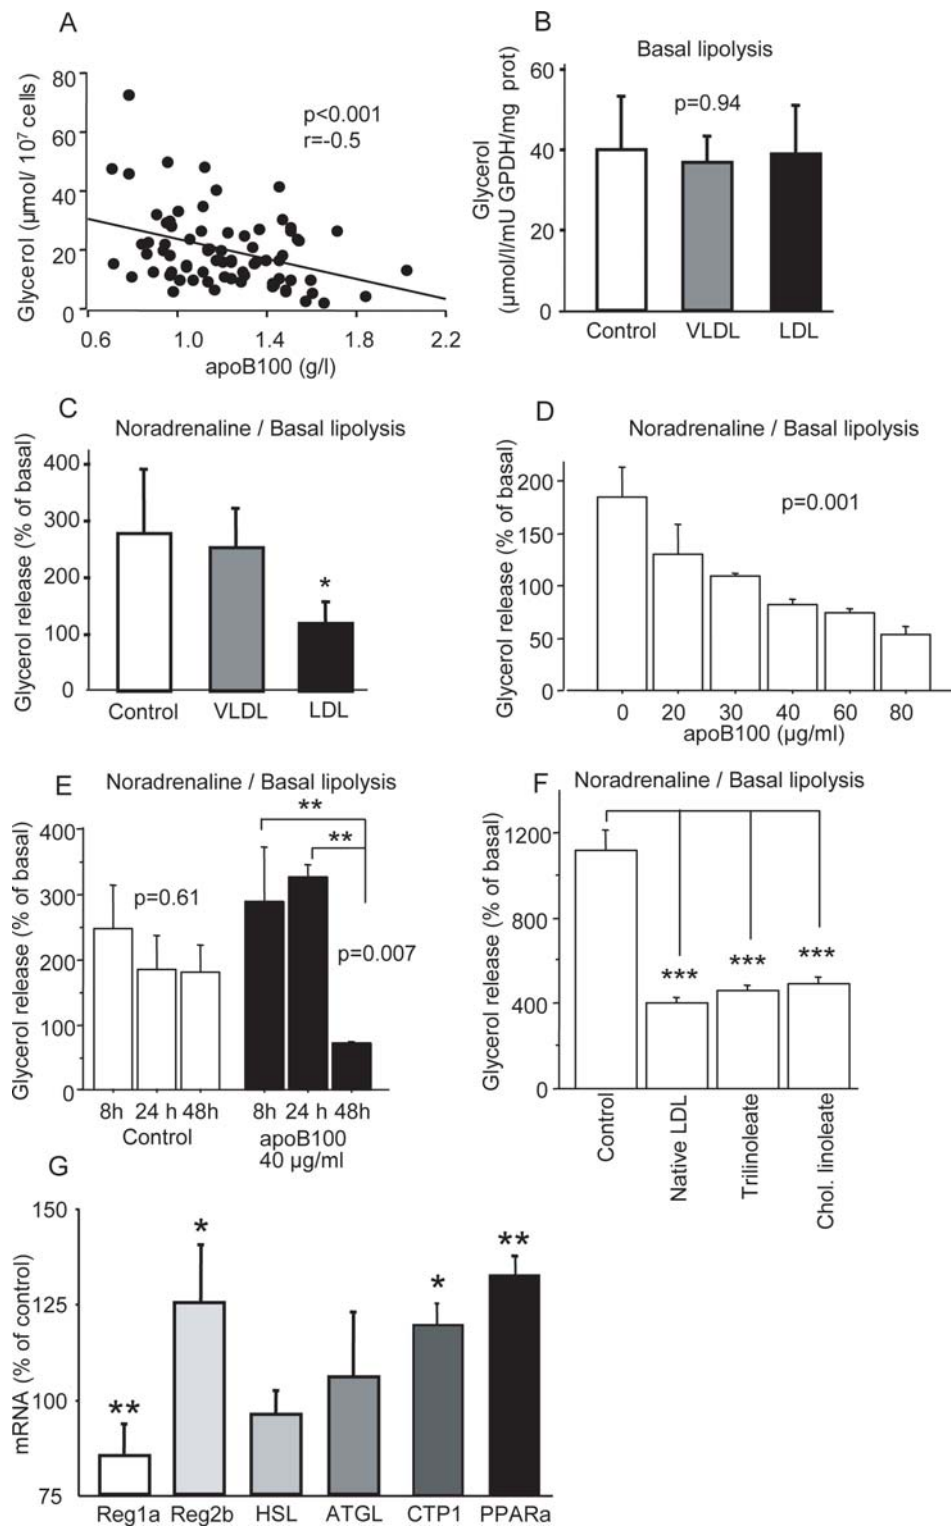 A
Glycerol (µmol/ 10⁷ cells)
80
60
40
20
0
p<0.001
r=-0.5
0.6 1.0 1.4 1.8 2.2
apoB100 (g/l)
B
Basal lipolysis
Glycerol
(µmol/l/mU GPDH/mg prot)
60
40
20
0
p=0.94
Control VLDL LDL
C
Noradrenaline / Basal lipolysis
Glycerol release (% of basal)
400
300
200
100
0
*
Control VLDL LDL
D
Noradrenaline / Basal lipolysis
Glycerol release (% of basal)
200
150
100
50
0
p=0.001
0 20 30 40 60 80
apoB100 (µg/ml)
E
Noradrenaline / Basal lipolysis
Glycerol release (% of basal)
400
300
200
100
0
**
**
p=0.61
p=0.007
8h 24 h 48h 8h 24 h 48h
Control apoB100
40 µg/ml
F
Noradrenaline / Basal lipolysis
Glycerol release (% of basal)
1200
800
400
0
*** *** ***
Control
Native LDL
Trilinoleate
Chol. linoleate
G
mRNA (% of control)
150
125
100
75
** * * **
Reg1a Reg2b HSL ATGL CTP1 PPARa